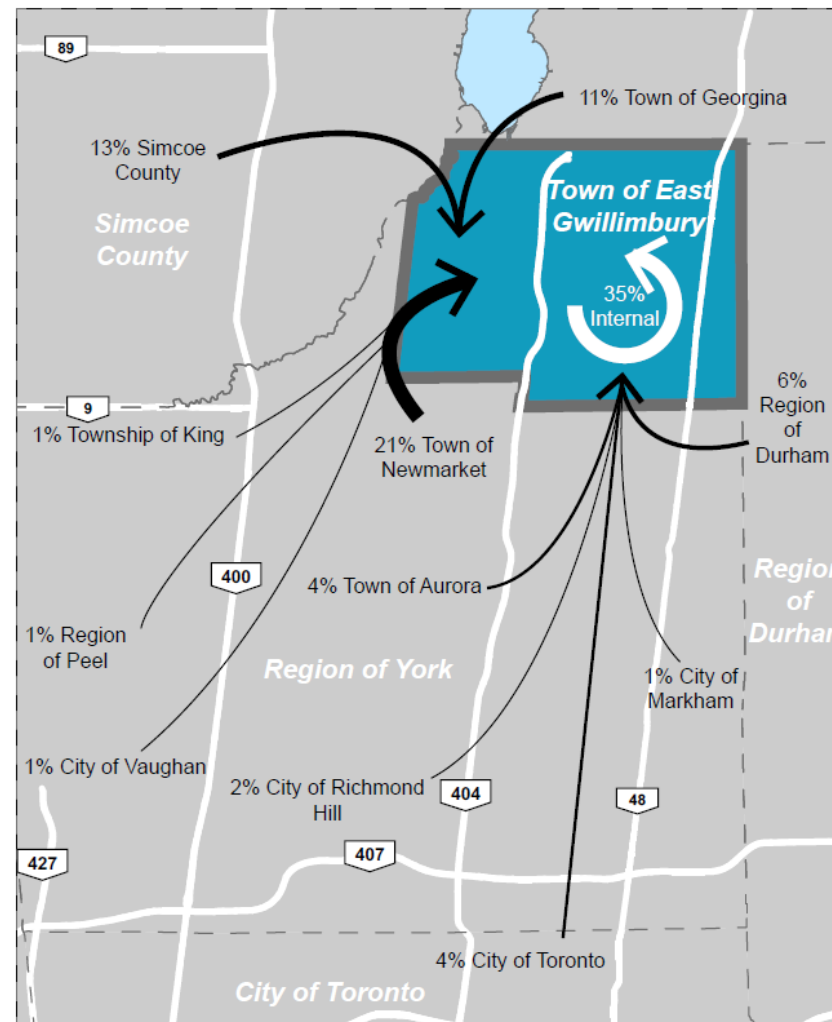 89
11% Town of Georgina
13% Simcoe
County
Town of East
Gwillimbury
Simcoe
County
35%
Internal
6%
Region
of
Durham
9
1% Township of King
21% Town of
Newmarket
400
4% Town of Aurora
Region
of
Durham
1% Region
of Peel
Region of York
1% City of
Markham
1% City of Vaughan
2% City of Richmond
Hill
404
48
407
427
4% City of Toronto
City of Toronto